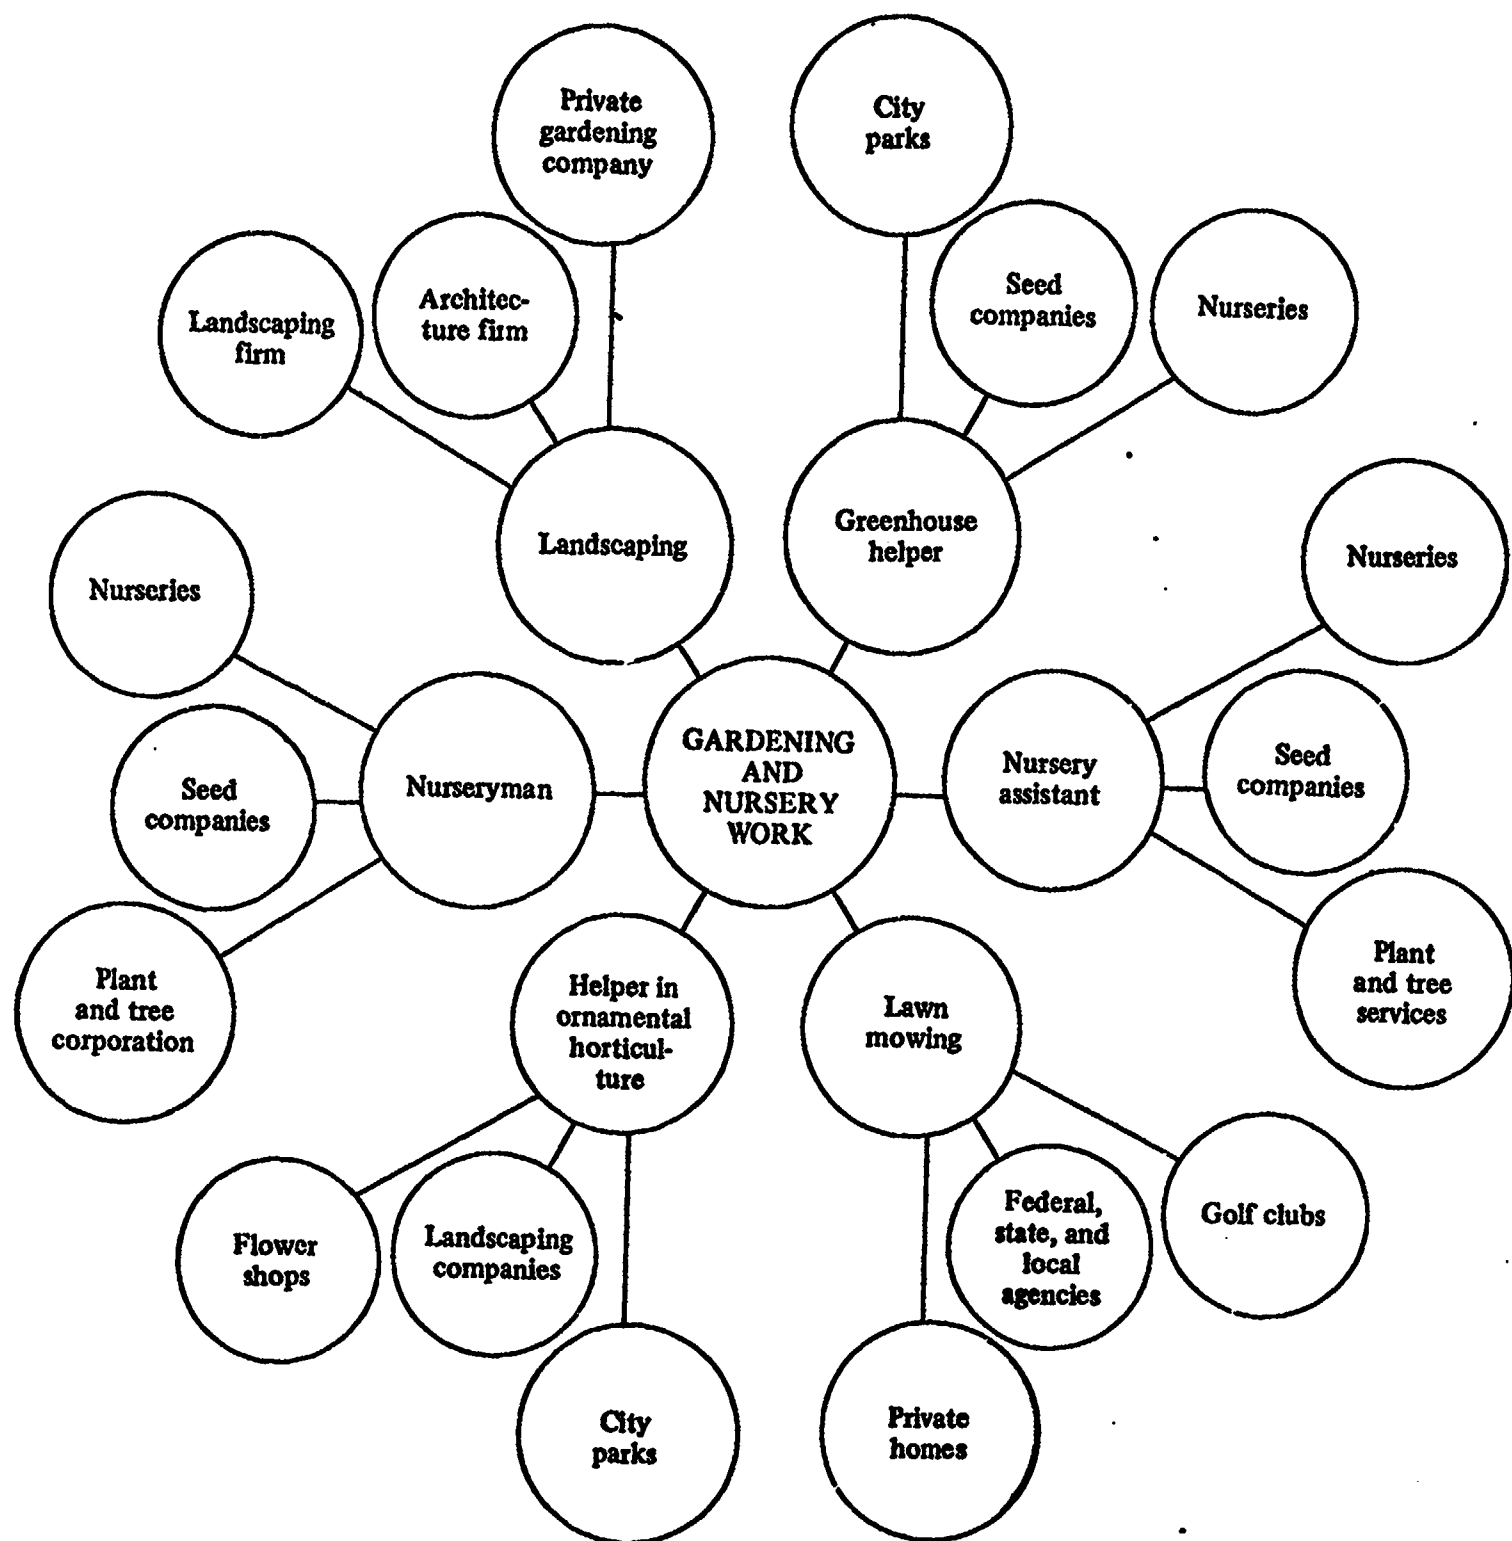 Private
gardening
company
City
parks
Landscaping
firm
Architec-
ture firm
Seed
companies
Nurseries
Landscaping
Greenhouse
helper
Nurseries
Nurseries
Seed
companies
Nurseryman
GARDENING
AND
NURSERY
WORK
Nursery
assistant
Seed
companies
Plant
and tree
corporation
Helper in
ornamental
horticul-
ture
Lawn
mowing
Plant
and tree
services
Flower
shops
Landscaping
companies
Federal,
state, and
local
agencies
Golf clubs
City
parks
Private
homes